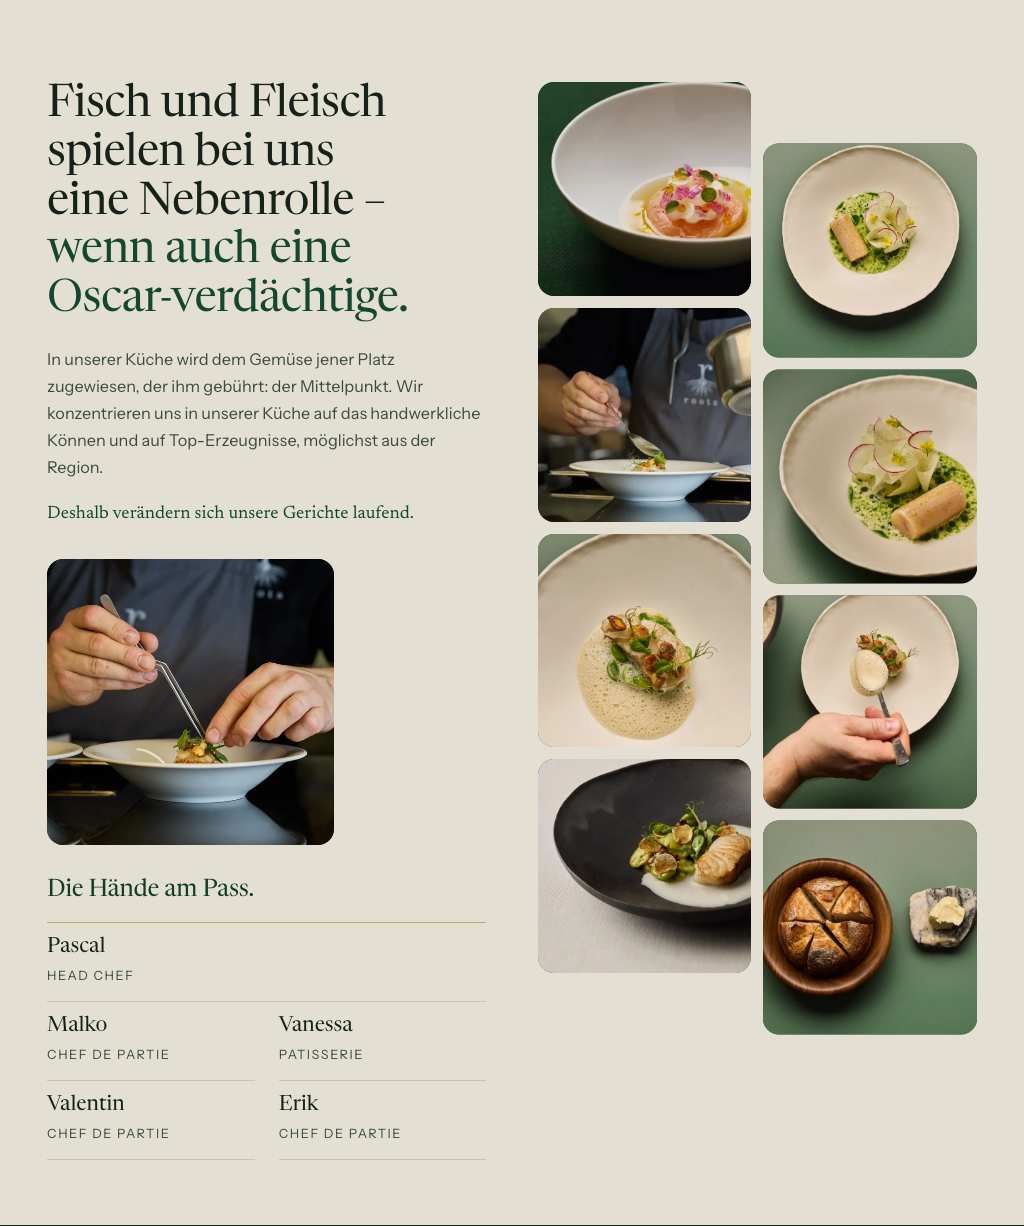 Fisch und Fleisch
spielen bei uns
eine Nebenrolle –
wenn auch eine
Oscar-verdächtige.
In unserer Küche wird dem Gemüse jener Platz
zugewiesen, der ihm gebührt: der Mittelpunkt. Wir
konzentrieren uns in unserer Küche auf das handwerkliche
Können und auf Top-Erzeugnisse, möglichst aus der
Region.
Deshalb verändern sich unsere Gerichte laufend.
r
roots
Die Hände am Pass.
Pascal
HEAD CHEF
Malko
CHEF DE PARTIE
Vanessa
PATISSERIE
Valentin
CHEF DE PARTIE
Erik
CHEF DE PARTIE